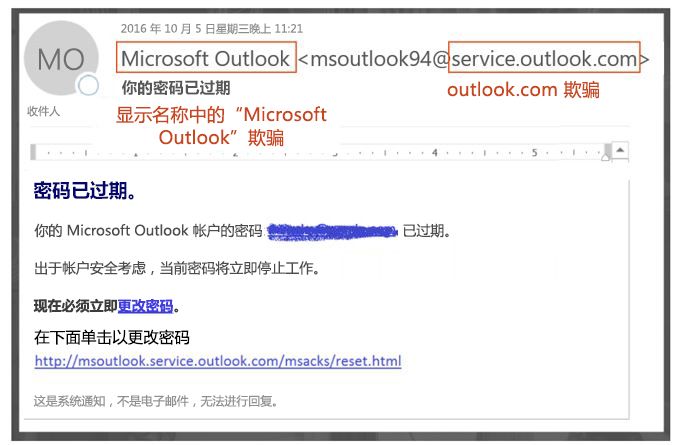 MO
2016 年 10 月 5 日星期三晚上 11:21
Microsoft Outlook <msoutlook94@service.outlook.com>
你的密码已过期
outlook.com 欺骗
收件人
显示名称中的“Microsoft
Outlook”欺骗
1 2 3 4 5
密码已过期。
你的 Microsoft Outlook 帐户的密码 已过期。
出于帐户安全考虑，当前密码将立即停止工作。
现在必须立即更改密码。
在下面单击以更改密码
http://msoutlook.service.outlook.com/msacks/reset.html
这是系统通知，不是电子邮件，无法进行回复。